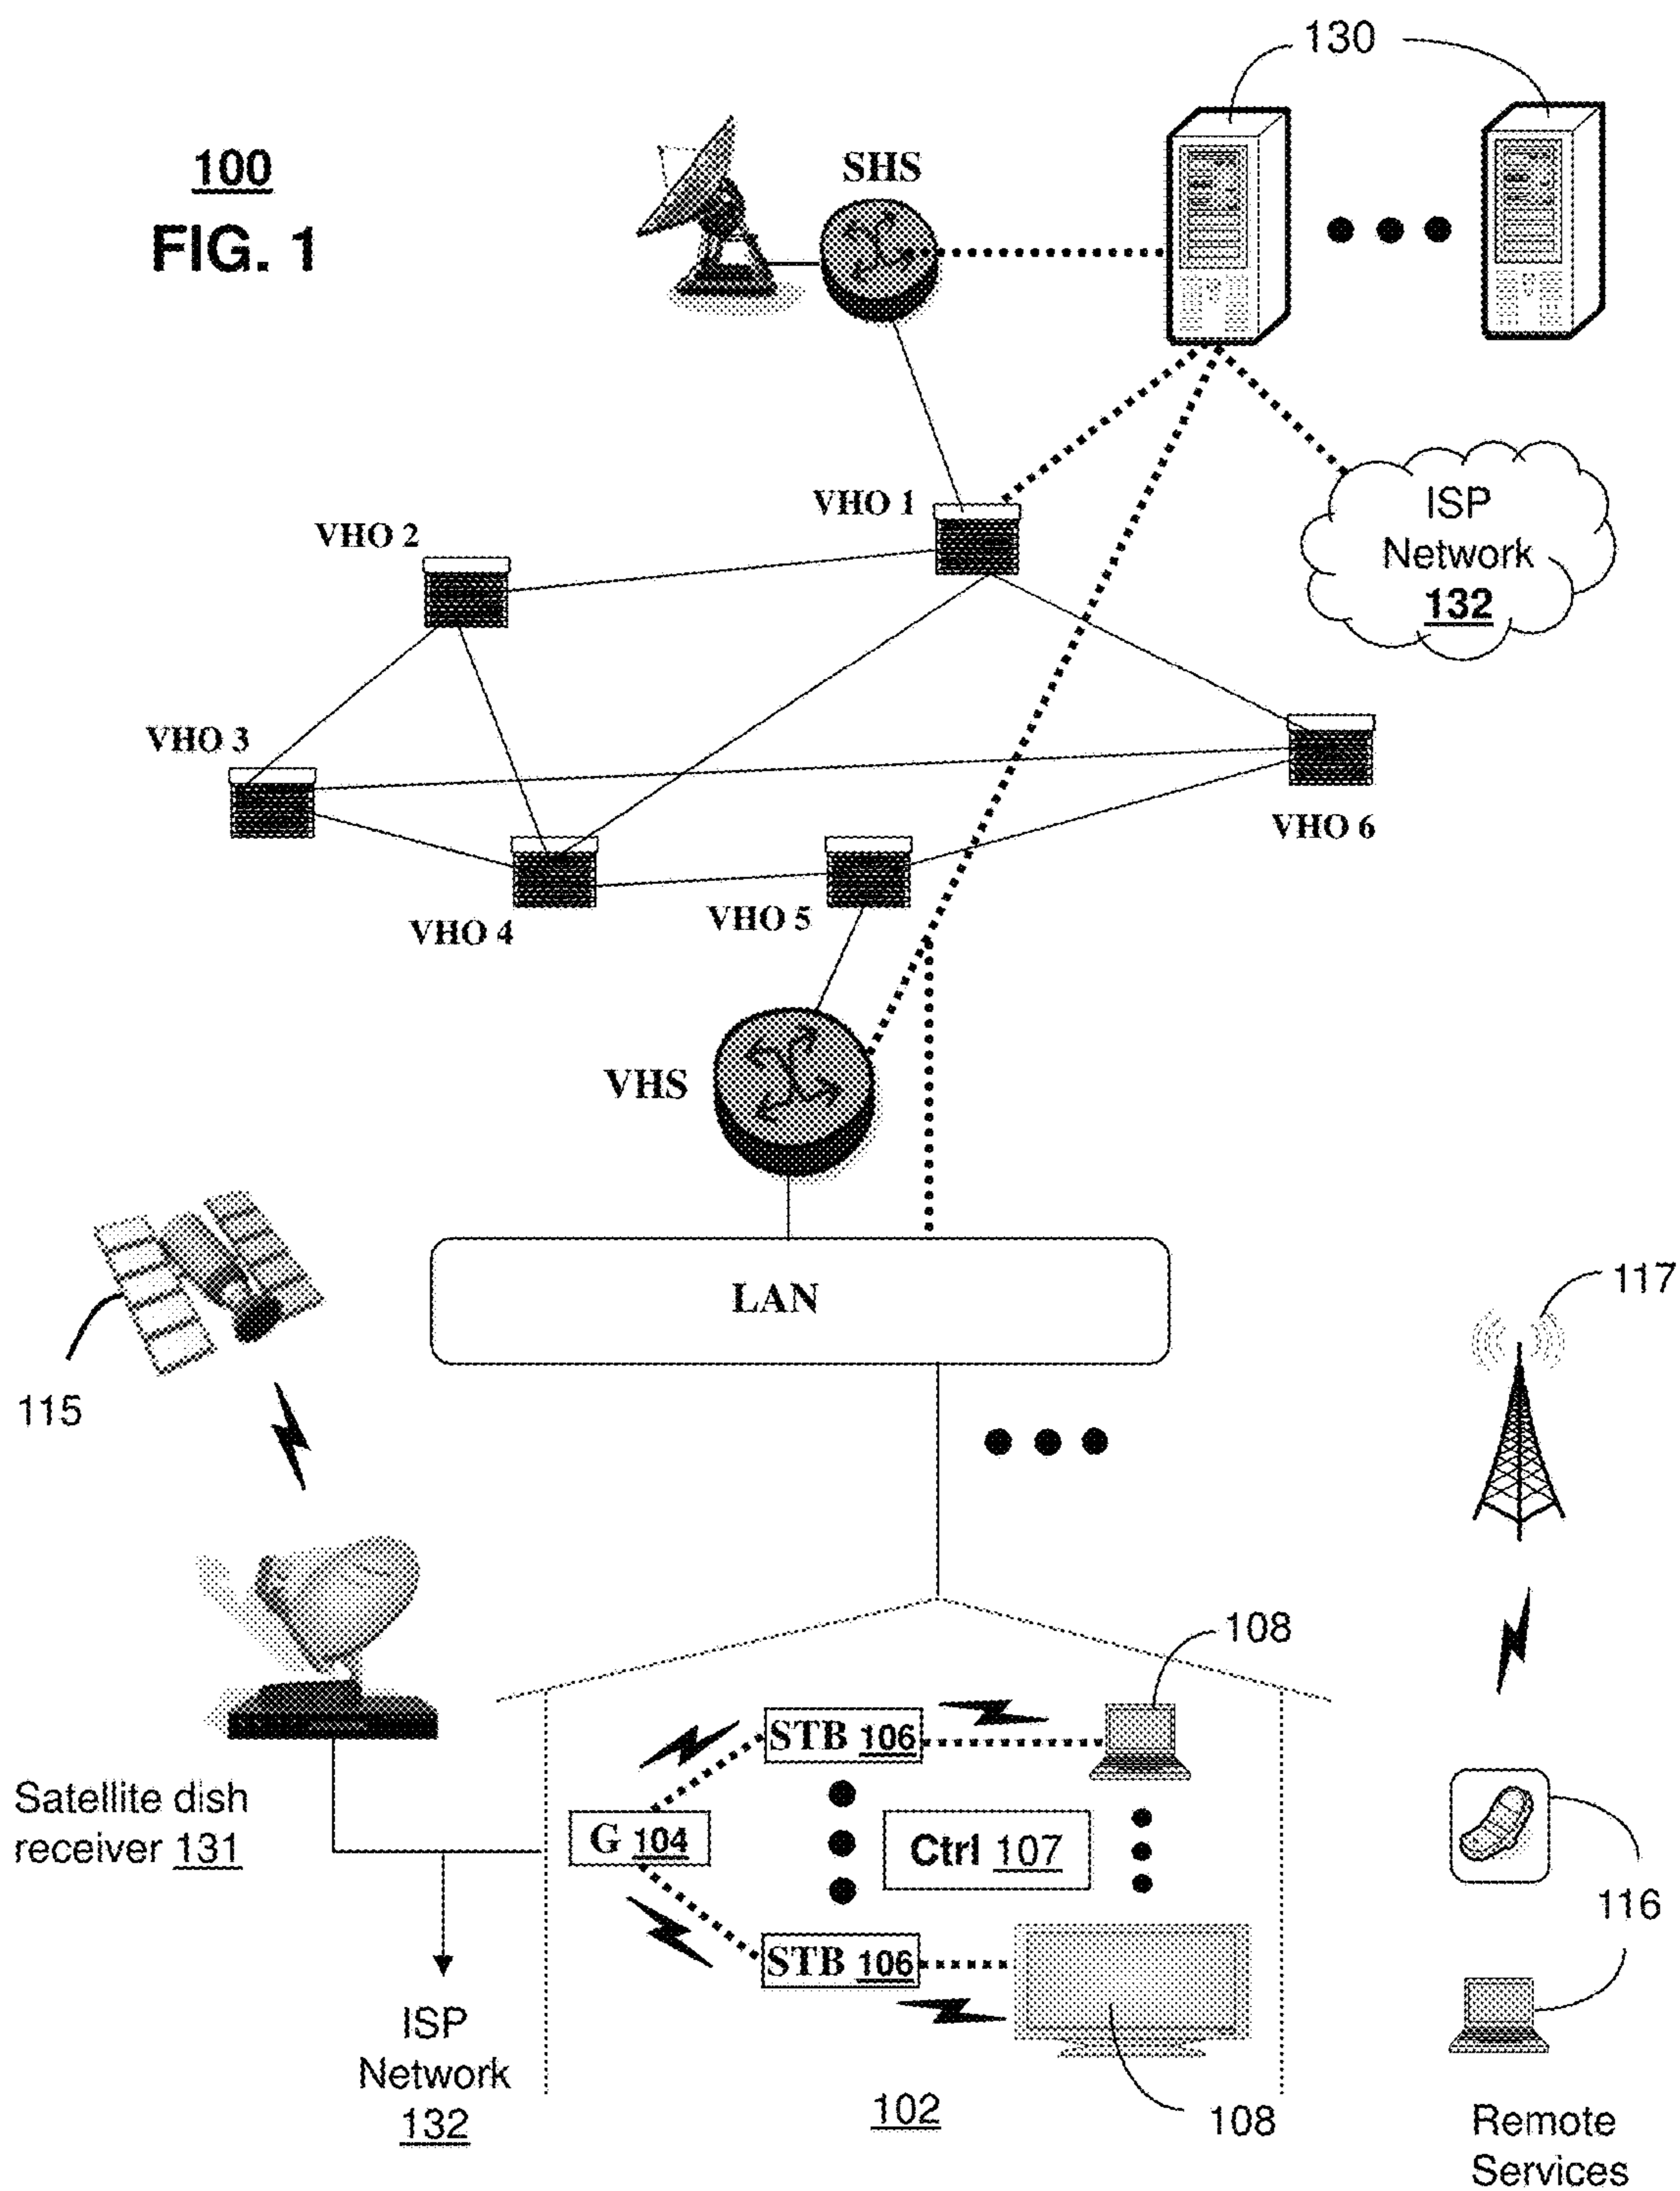 130
100
FIG. 1
SHS
VHO 1
ISP
Network
132
VHO 2
VHO 3
VHO 6
VHO 4
VHO 5
VHS
LAN
117
115
108
STB 106
Satellite dish
receiver 131
G 104
Ctrl 107
116
STB 106
ISP
Network
132
102
108
Remote
Services